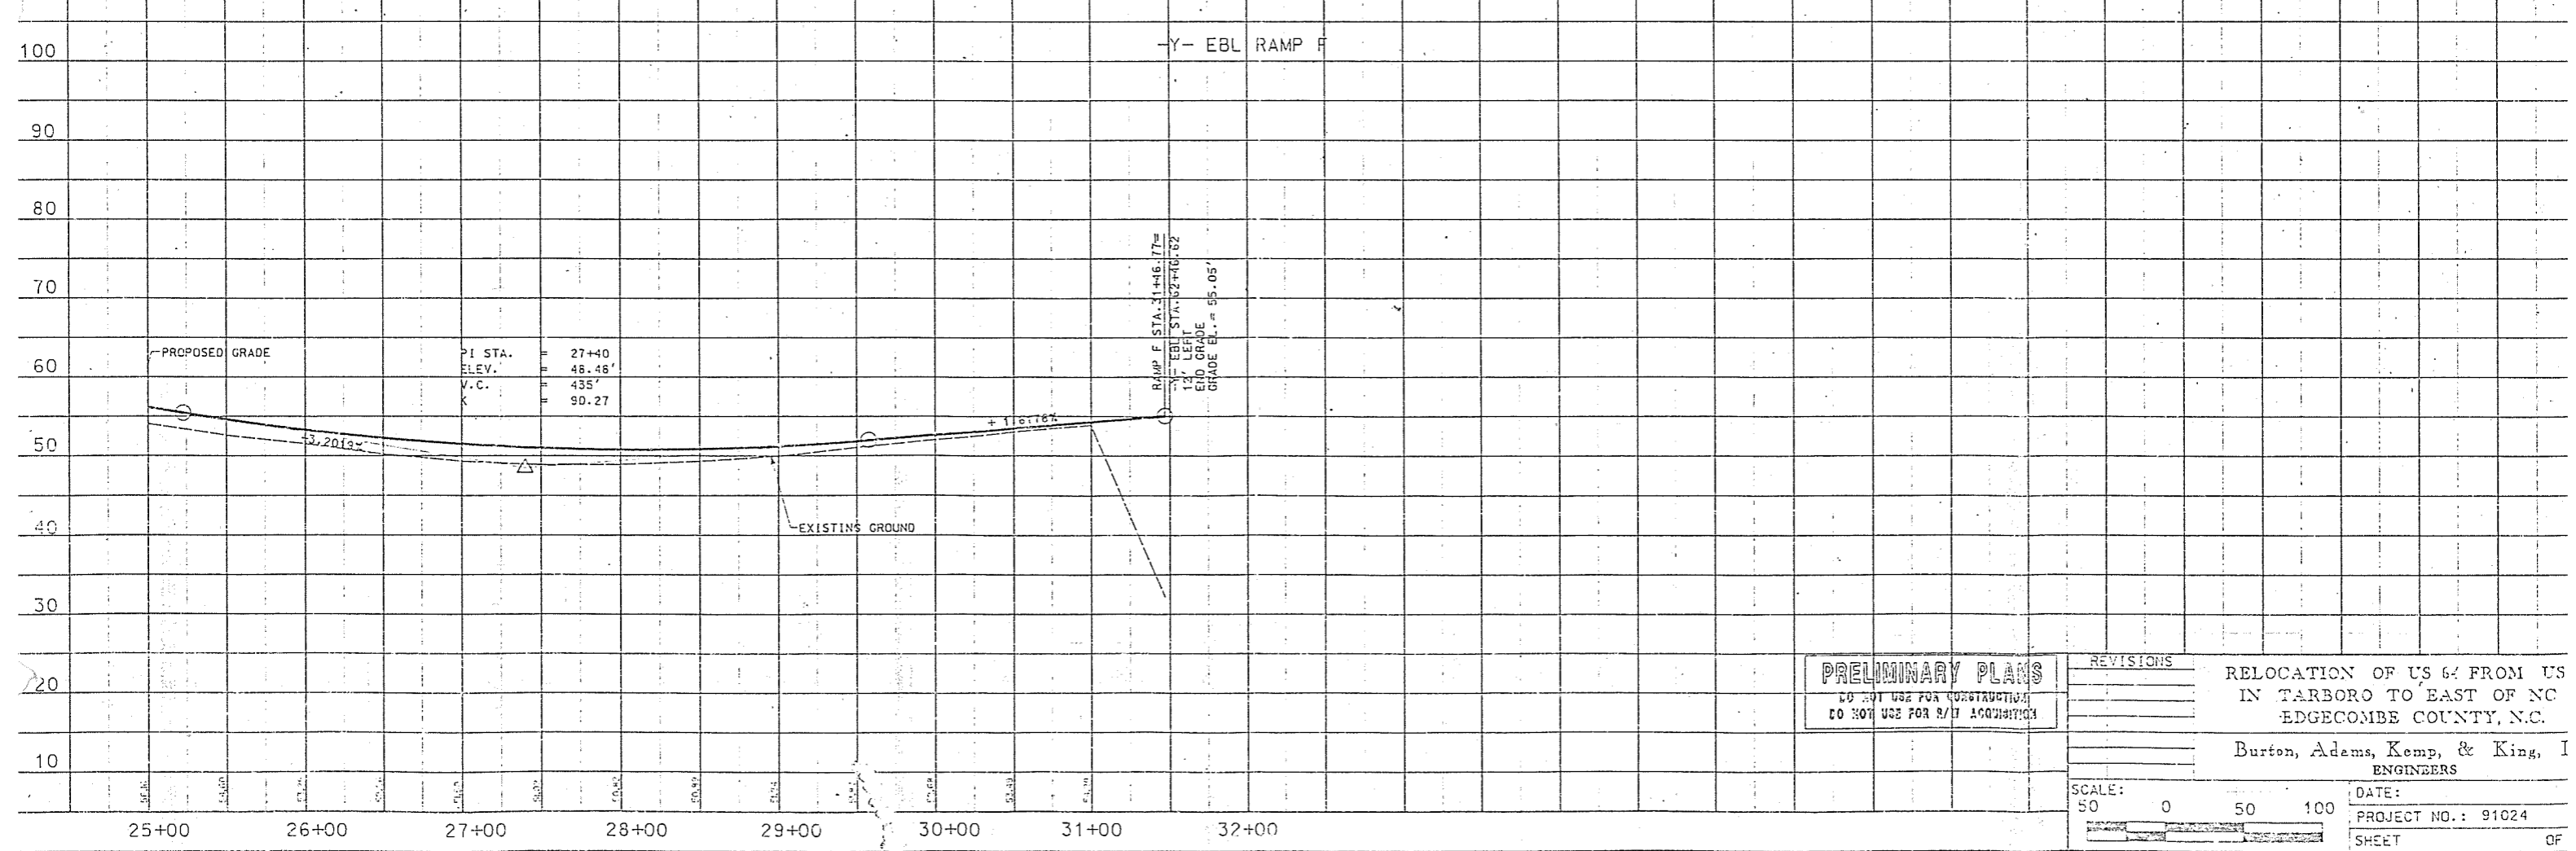 -Y- EBL RAMP F
100
90
80
70
60
50
40
30
20
10
PROPOSED GRADE
PI STA. = 27+40
ELEV. = 48.48'
V.C. = 435'
K = 90.27
-3.2019%
EXISTING GROUND
RAMP F STA.31+46.77=
-Y- EBL STA.62+46.62
12' LEFT
END GRADE
GRADE EL.= 55.05'
25+00 26+00 27+00 28+00 29+00 30+00 31+00 32+00
PRELIMINARY PLANS
DO NOT USE FOR CONSTRUCTION
DO NOT USE FOR R/W ACQUISITION
REVISIONS
RELOCATION OF US 64 FROM US
IN TARBORO TO EAST OF NC
EDGECOMBE COUNTY, N.C.
Burton, Adams, Kemp, & King, I
ENGINEERS
SCALE:
50 0 50 100
DATE:
PROJECT NO.: 91024
SHEET OF